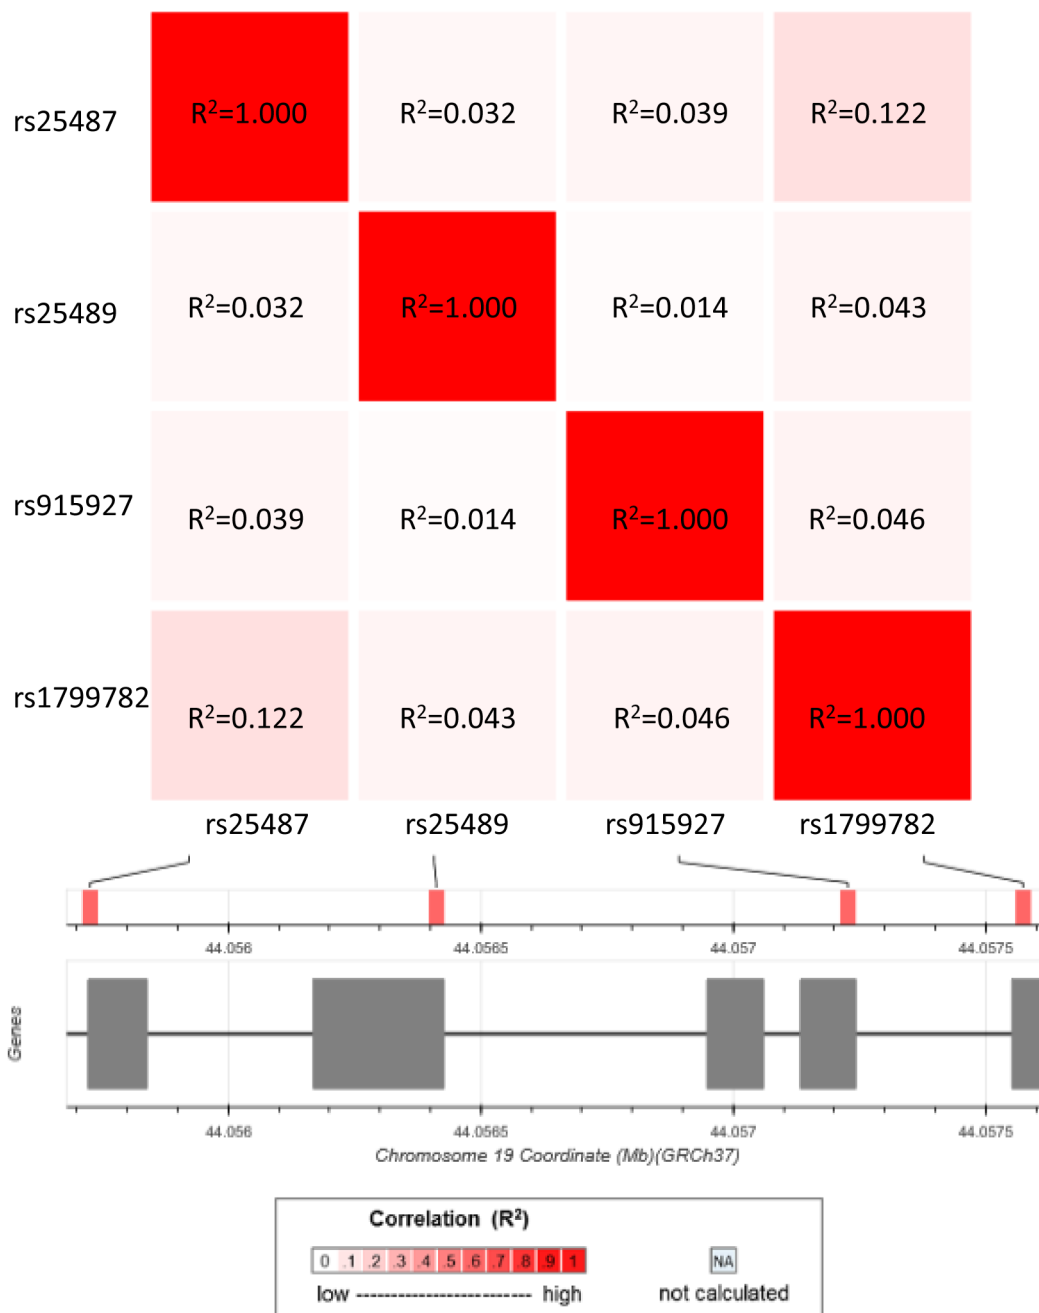 rs25487 R²=1.000 R²=0.032 R²=0.039 R²=0.122
rs25489 R²=0.032 R²=1.000 R²=0.014 R²=0.043
rs915927 R²=0.039 R²=0.014 R²=1.000 R²=0.046
rs1799782 R²=0.122 R²=0.043 R²=0.046 R²=1.000
rs25487 rs25489 rs915927 rs1799782
44.056 44.0565 44.057 44.0575
Genes
44.056 44.0565 44.057 44.0575
Chromosome 19 Coordinate (Mb)(GRCh37)
Correlation (R²)
0 .1 .2 .3 .4 .5 .6 .7 .8 .9 1 NA
low -------------------------- high not calculated